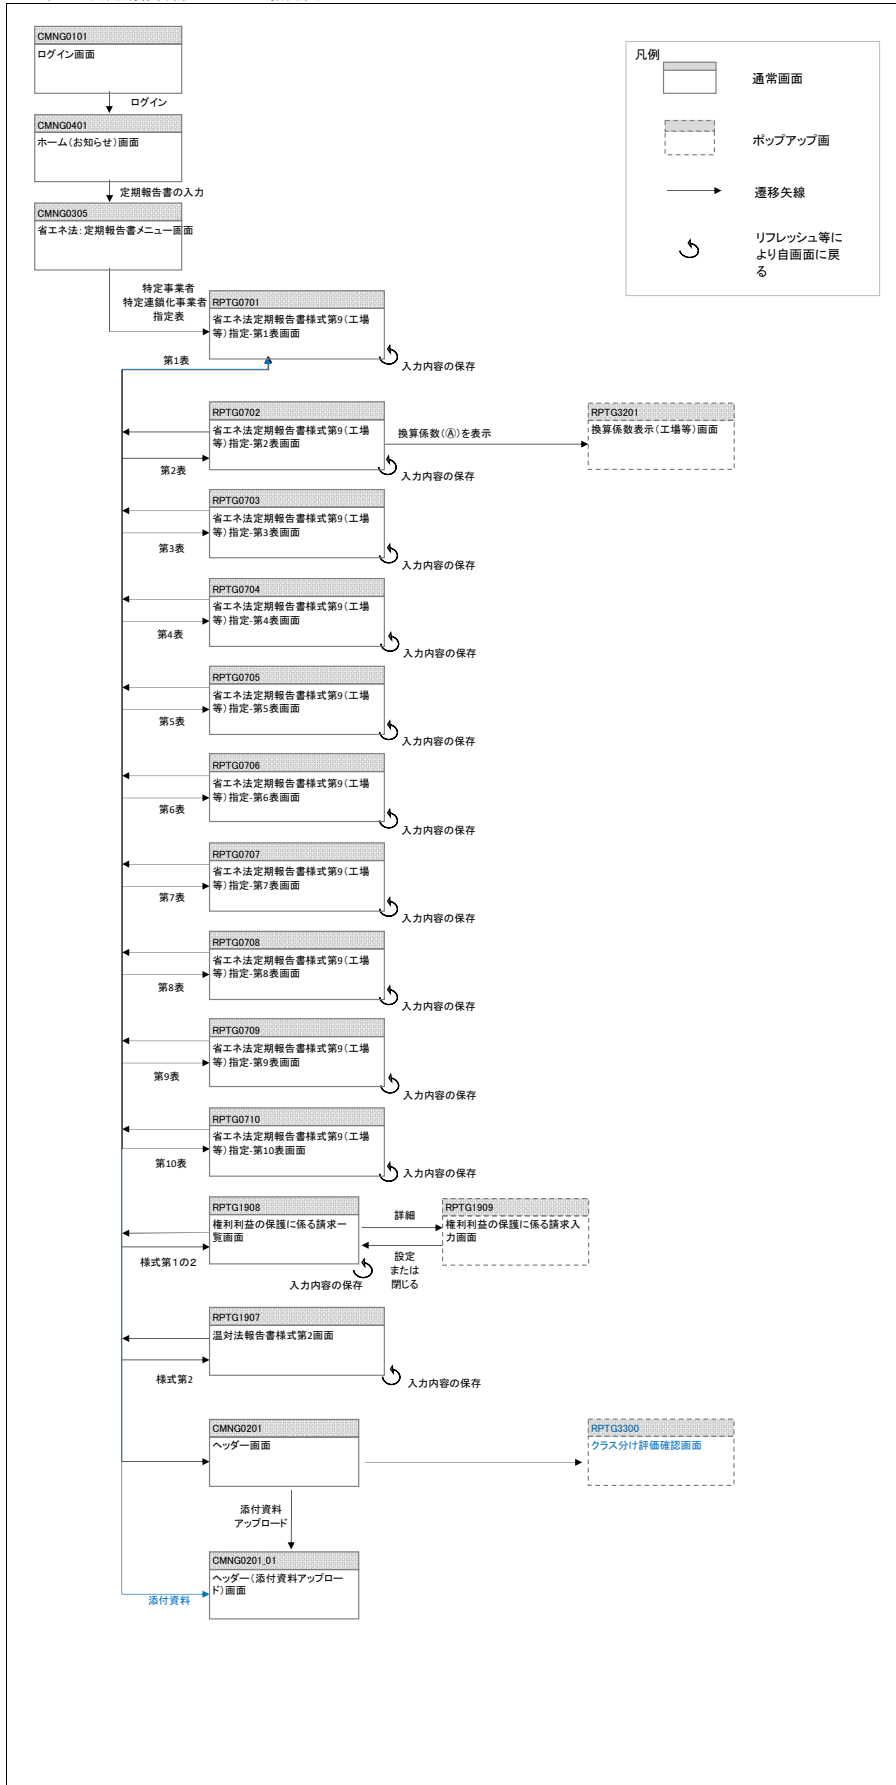 CMNG0101
ログイン画面
ログイン
CMNG0401
ホーム(お知らせ)画面
定期報告書の入力
CMNG0305
省エネ法:定期報告書メニュー画面
凡例
通常画面
ポップアップ画
遷移矢線
リフレッシュ等に
より自画面に戻
る
特定事業者
特定連鎖化事業者
指定表
RPTG0701
省エネ法定期報告書様式第9(工場
等)指定-第1表画面
第1表
入力内容の保存
RPTG0702
省エネ法定期報告書様式第9(工場
等)指定-第2表画面
第2表
入力内容の保存
換算係数(Ⓐ)を表示
RPTG3201
換算係数表示(工場等)画面
RPTG0703
省エネ法定期報告書様式第9(工場
等)指定-第3表画面
第3表
入力内容の保存
RPTG0704
省エネ法定期報告書様式第9(工場
等)指定-第4表画面
第4表
入力内容の保存
RPTG0705
省エネ法定期報告書様式第9(工場
等)指定-第5表画面
第5表
入力内容の保存
RPTG0706
省エネ法定期報告書様式第9(工場
等)指定-第6表画面
第6表
入力内容の保存
RPTG0707
省エネ法定期報告書様式第9(工場
等)指定-第7表画面
第7表
入力内容の保存
RPTG0708
省エネ法定期報告書様式第9(工場
等)指定-第8表画面
第8表
入力内容の保存
RPTG0709
省エネ法定期報告書様式第9(工場
等)指定-第9表画面
第9表
入力内容の保存
RPTG0710
省エネ法定期報告書様式第9(工場
等)指定-第10表画面
第10表
入力内容の保存
RPTG1908
権利利益の保護に係る請求一
覧画面
様式第1の2
入力内容の保存
詳細
設定
または
閉じる
RPTG1909
権利利益の保護に係る請求入
力画面
RPTG1907
温対法報告書様式第2画面
様式第2
入力内容の保存
CMNG0201
ヘッダー画面
RPTG3300
クラス分け評価確認画面
添付資料
アップロード
CMNG0201_01
ヘッダー(添付資料アップロー
ド)画面
添付資料